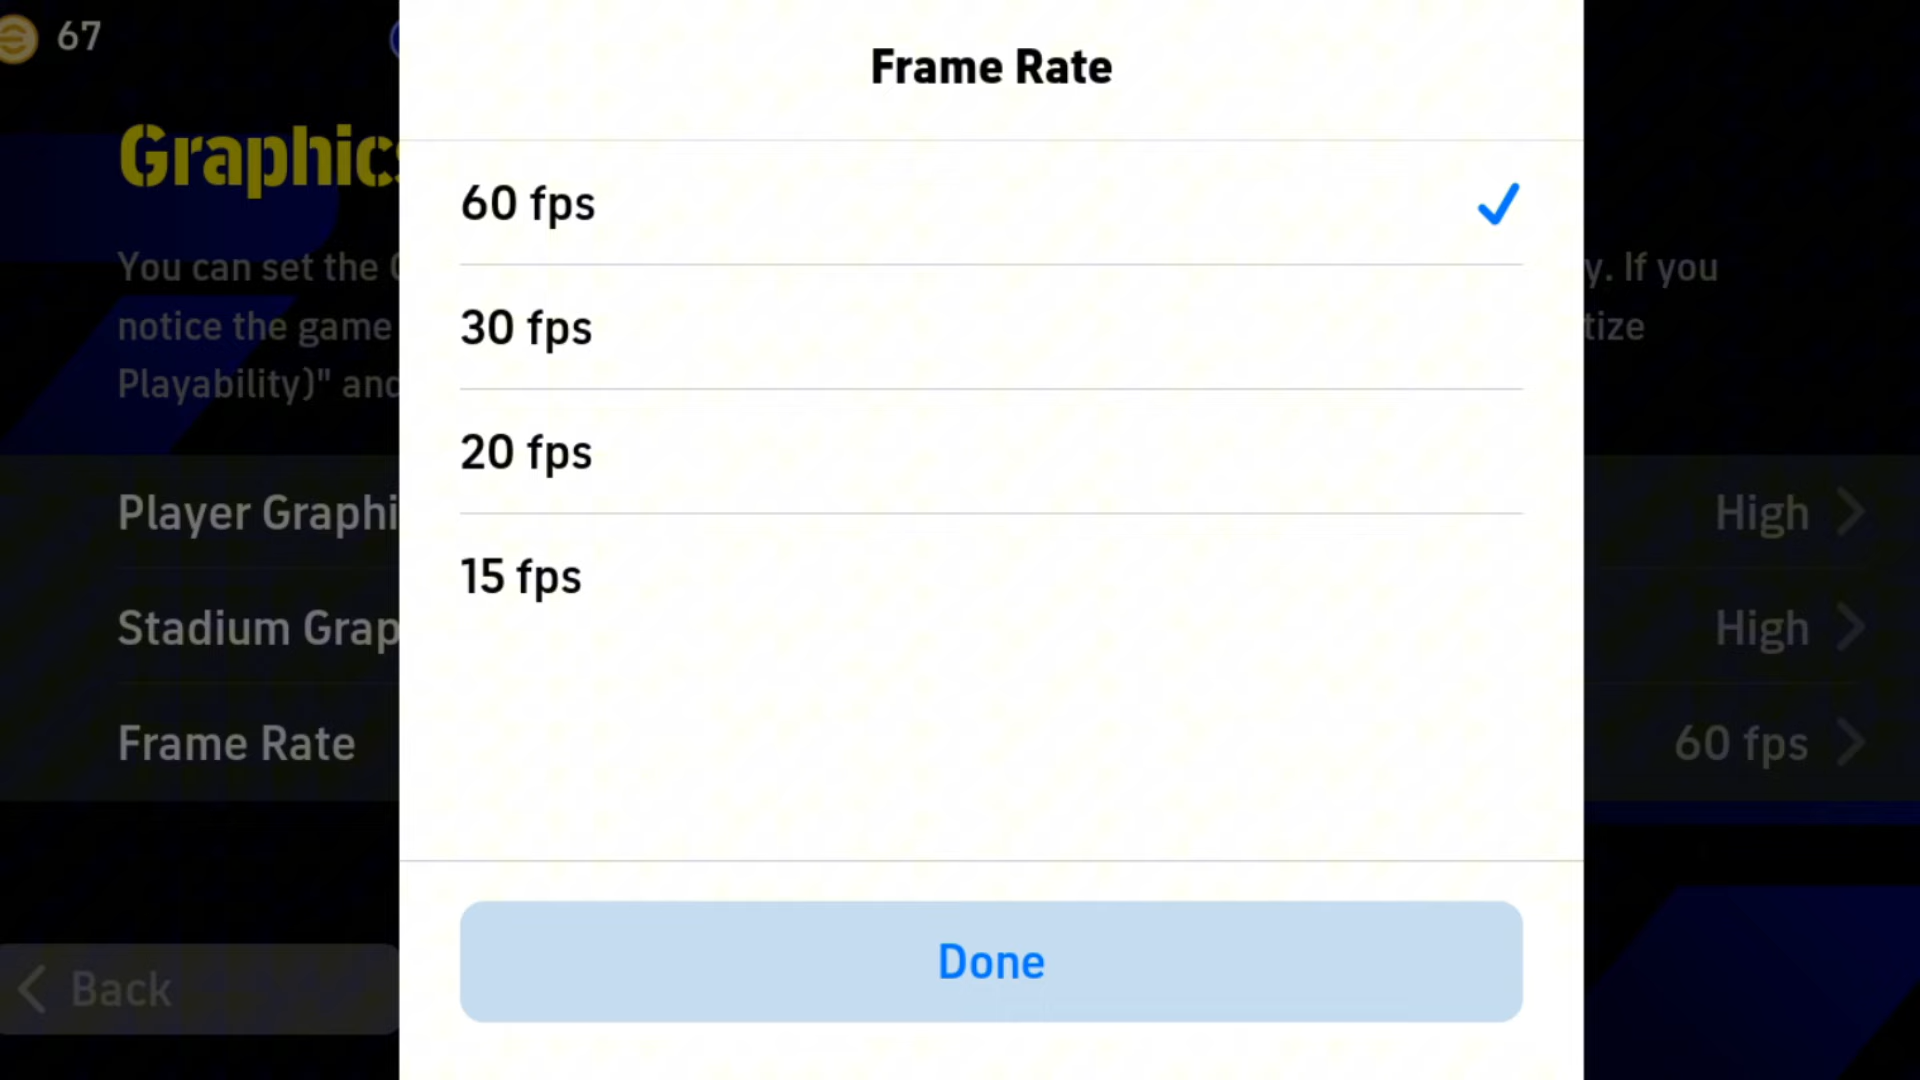 67
Frame Rate
Graphics
60 fps
You can set the
y. If you
notice the game
tize
30 fps
Playability)" and
20 fps
Player Graphi
High
15 fps
Stadium Grap
High
Frame Rate
60 fps
Done
Back